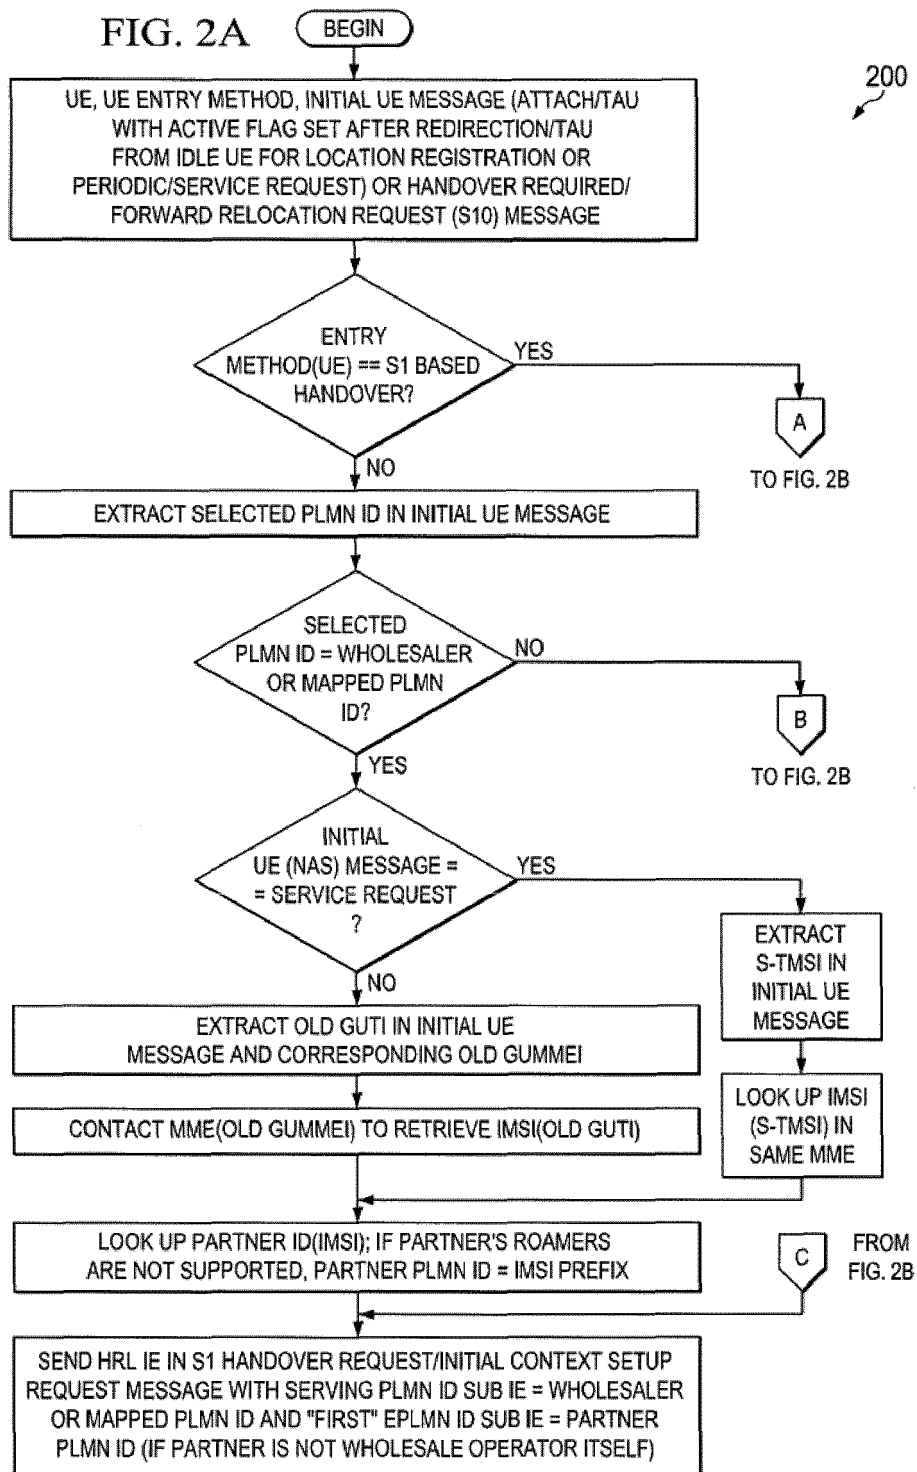 FIG. 2A
BEGIN
200
UE, UE ENTRY METHOD, INITIAL UE MESSAGE (ATTACH/TAU
WITH ACTIVE FLAG SET AFTER REDIRECTION/TAU
FROM IDLE UE FOR LOCATION REGISTRATION OR
PERIODIC/SERVICE REQUEST) OR HANDOVER REQUIRED/
FORWARD RELOCATION REQUEST (S10) MESSAGE
ENTRY
METHOD(UE) == S1 BASED
HANDOVER?
YES
A
TO FIG. 2B
NO
EXTRACT SELECTED PLMN ID IN INITIAL UE MESSAGE
SELECTED
PLMN ID = WHOLESALER
OR MAPPED PLMN
ID?
NO
B
TO FIG. 2B
YES
INITIAL
UE (NAS) MESSAGE =
= SERVICE REQUEST
?
YES
EXTRACT
S-TMSI IN
INITIAL UE
MESSAGE
NO
EXTRACT OLD GUTI IN INITIAL UE
MESSAGE AND CORRESPONDING OLD GUMMEI
LOOK UP IMSI
(S-TMSI) IN
SAME MME
CONTACT MME(OLD GUMMEI) TO RETRIEVE IMSI(OLD GUTI)
LOOK UP PARTNER ID(IMSI); IF PARTNER'S ROAMERS
ARE NOT SUPPORTED, PARTNER PLMN ID = IMSI PREFIX
C
FROM
FIG. 2B
SEND HRL IE IN S1 HANDOVER REQUEST/INITIAL CONTEXT SETUP
REQUEST MESSAGE WITH SERVING PLMN ID SUB IE = WHOLESALER
OR MAPPED PLMN ID AND "FIRST" EPLMN ID SUB IE = PARTNER
PLMN ID (IF PARTNER IS NOT WHOLESALE OPERATOR ITSELF)